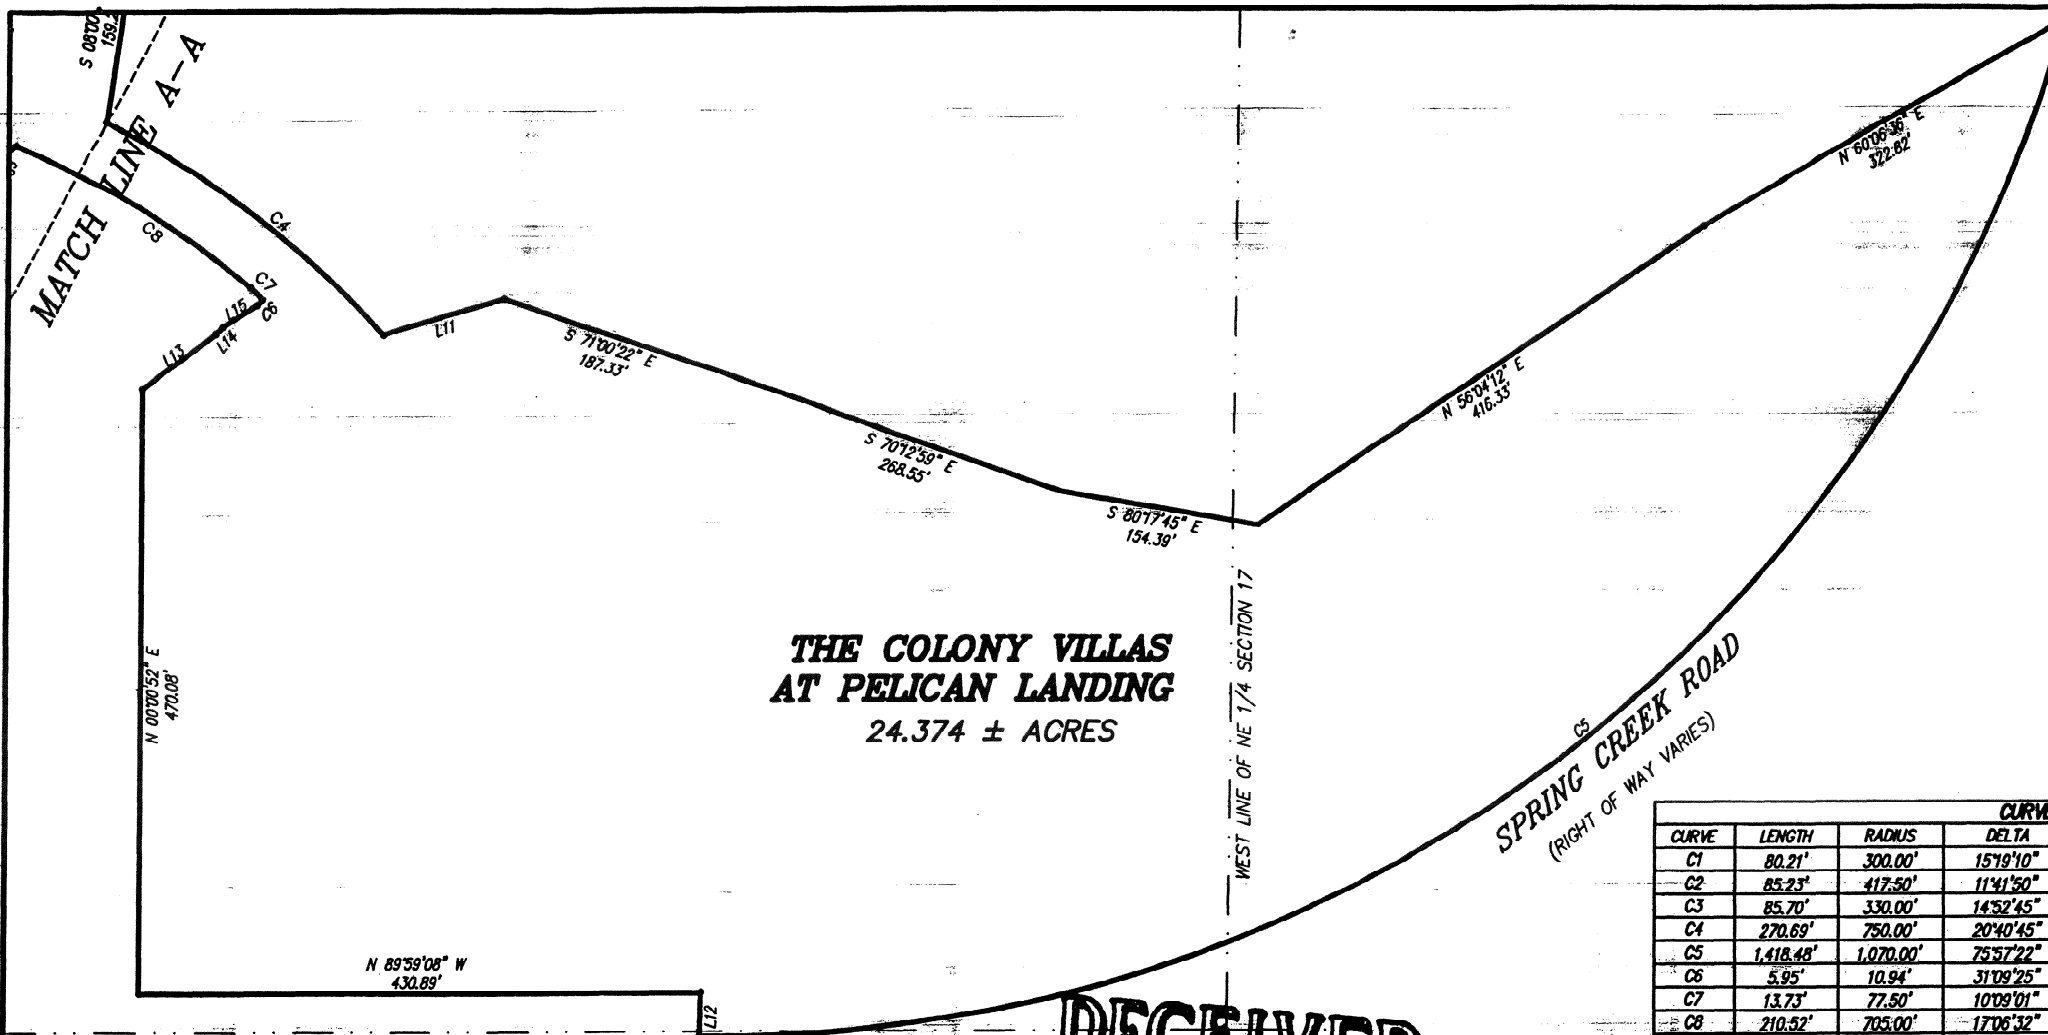 S 08°00'
159.2
MATCH LINE A-A
C8
C4
C7
C6
L15
L14
L13
L11
S 71°00'22" E
187.33'
S 70°12'59" E
268.55'
S 80°17'45" E
154.39'
N 56°04'12" E
416.33'
N 60°06'36" E
322.82'
N 00°00'52" E
470.08'
THE COLONY VILLAS
AT PELICAN LANDING
24.374 ± ACRES
WEST LINE OF NE 1/4 SECTION 17
C5
SPRING CREEK ROAD
(RIGHT OF WAY VARIES)
N 89°59'08" W
430.89'
L12
RECEIVED
CURVE
CURVE LENGTH RADIUS DELTA
C1 80.21' 300.00' 15°19'10"
C2 85.23' 417.50' 11°41'50"
C3 85.70' 330.00' 14°52'45"
C4 270.69' 750.00' 20°40'45"
C5 1,418.48' 1,070.00' 75°57'22"
C6 5.95' 10.94' 31°09'25"
C7 13.73' 77.50' 10°09'01"
C8 210.52' 705.00' 17°06'32"